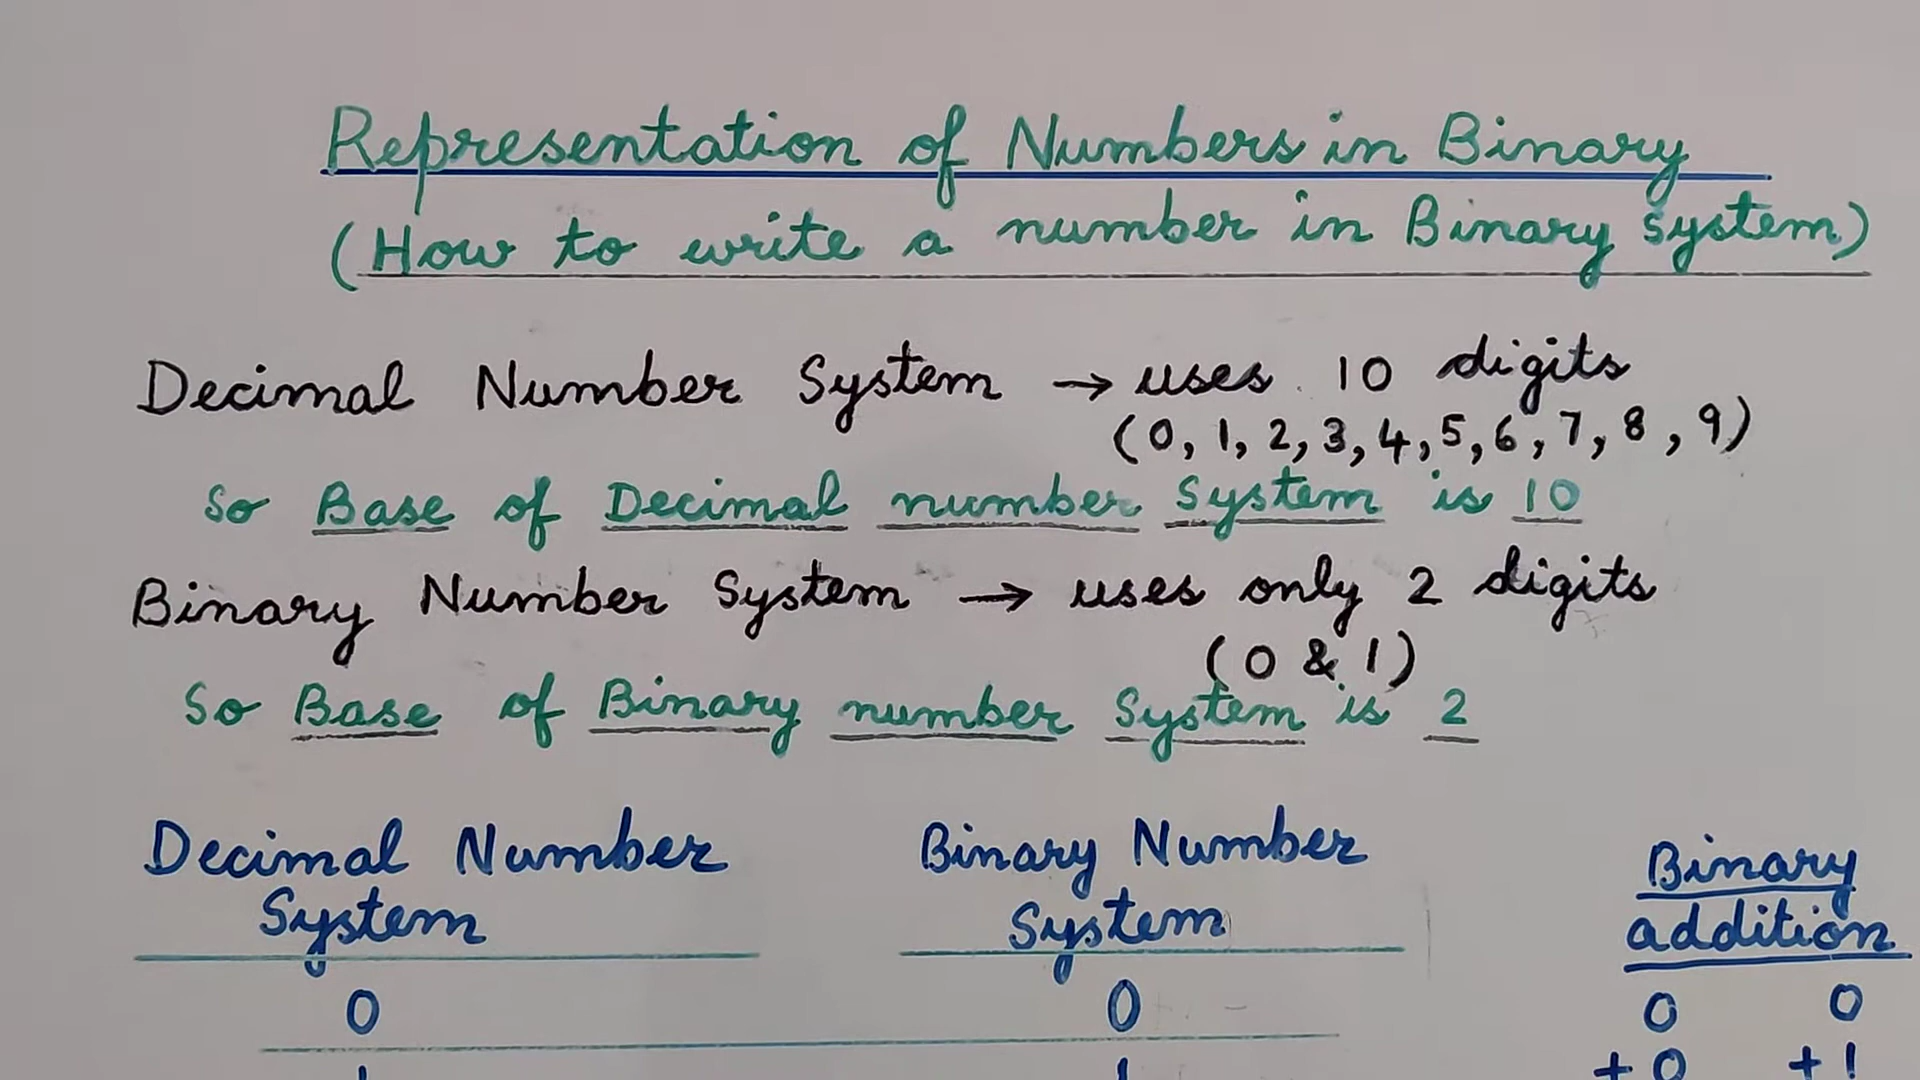 Representation of Numbers in Binary
(How to write a number in Binary System)
Decimal Number System → uses 10 digits
(0, 1, 2, 3, 4, 5, 6, 7, 8, 9)
So Base of Decimal number System is 10
Binary Number System → uses only 2 digits
(0 & 1)
So Base of Binary number System is 2
Decimal Number
System
Binary Number
System
Binary
addition
0
0
0 0
+ 0 + 1